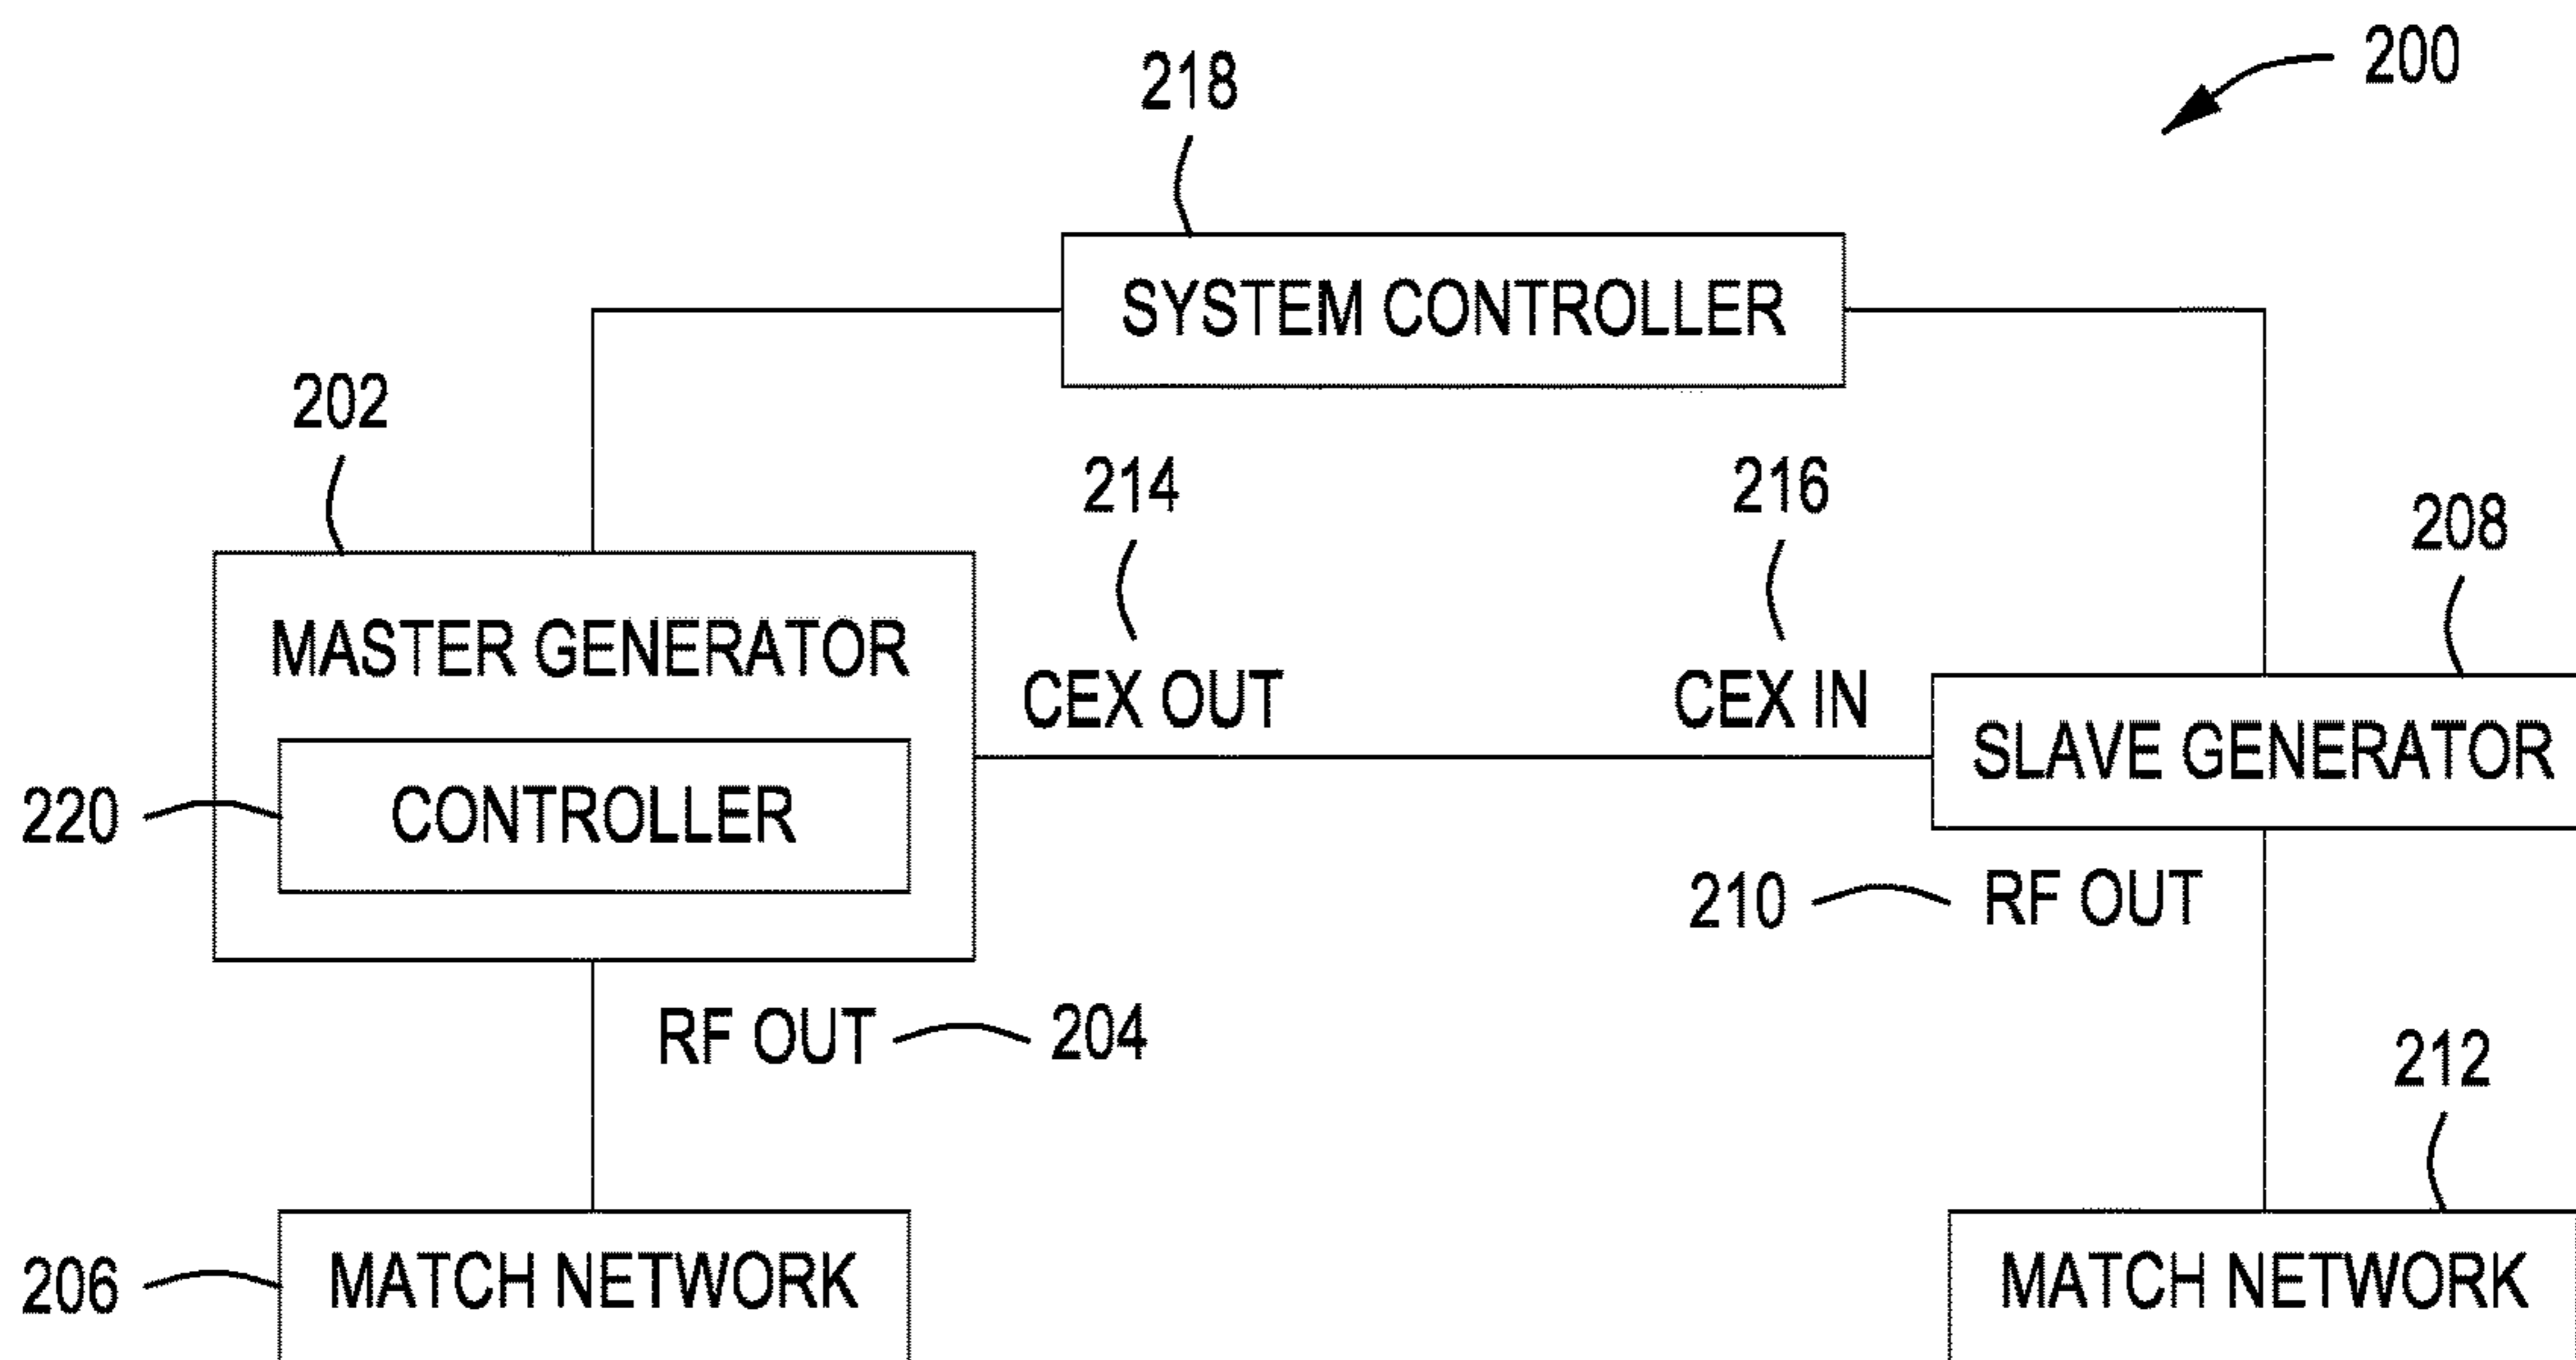 200
218
SYSTEM CONTROLLER
202
214
216
208
MASTER GENERATOR
CEX OUT
CEX IN
SLAVE GENERATOR
220
CONTROLLER
210
RF OUT
RF OUT
204
212
206
MATCH NETWORK
MATCH NETWORK